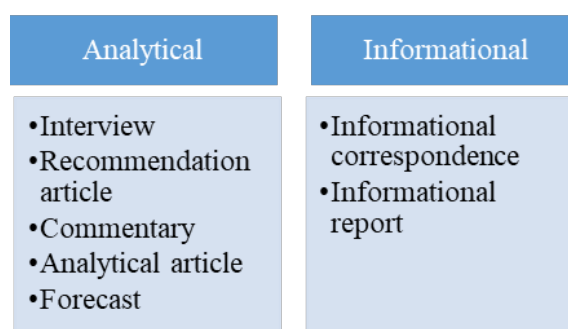 Analytical
•Interview
•Recommendation
article
•Commentary
•Analytical article
•Forecast
Informational
•Informational
correspondence
•Informational
report